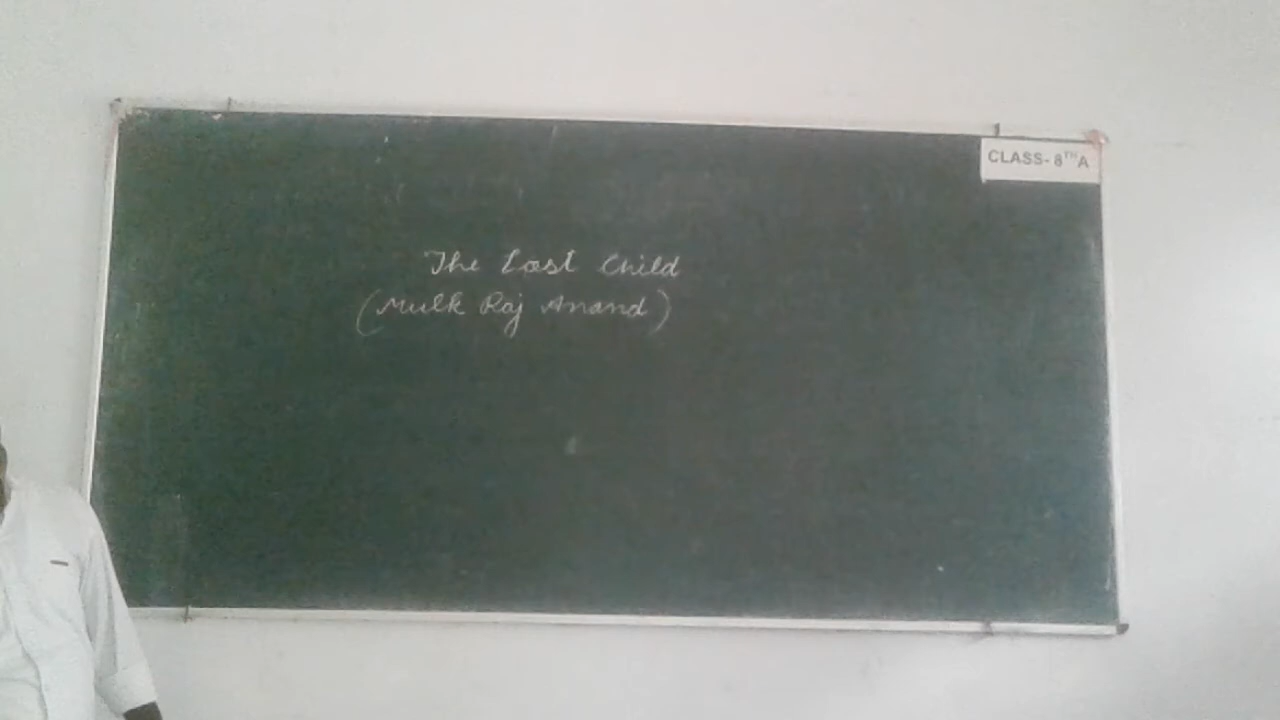 CLASS- 8TH A
The Lost Child
(Mulk Raj Anand)